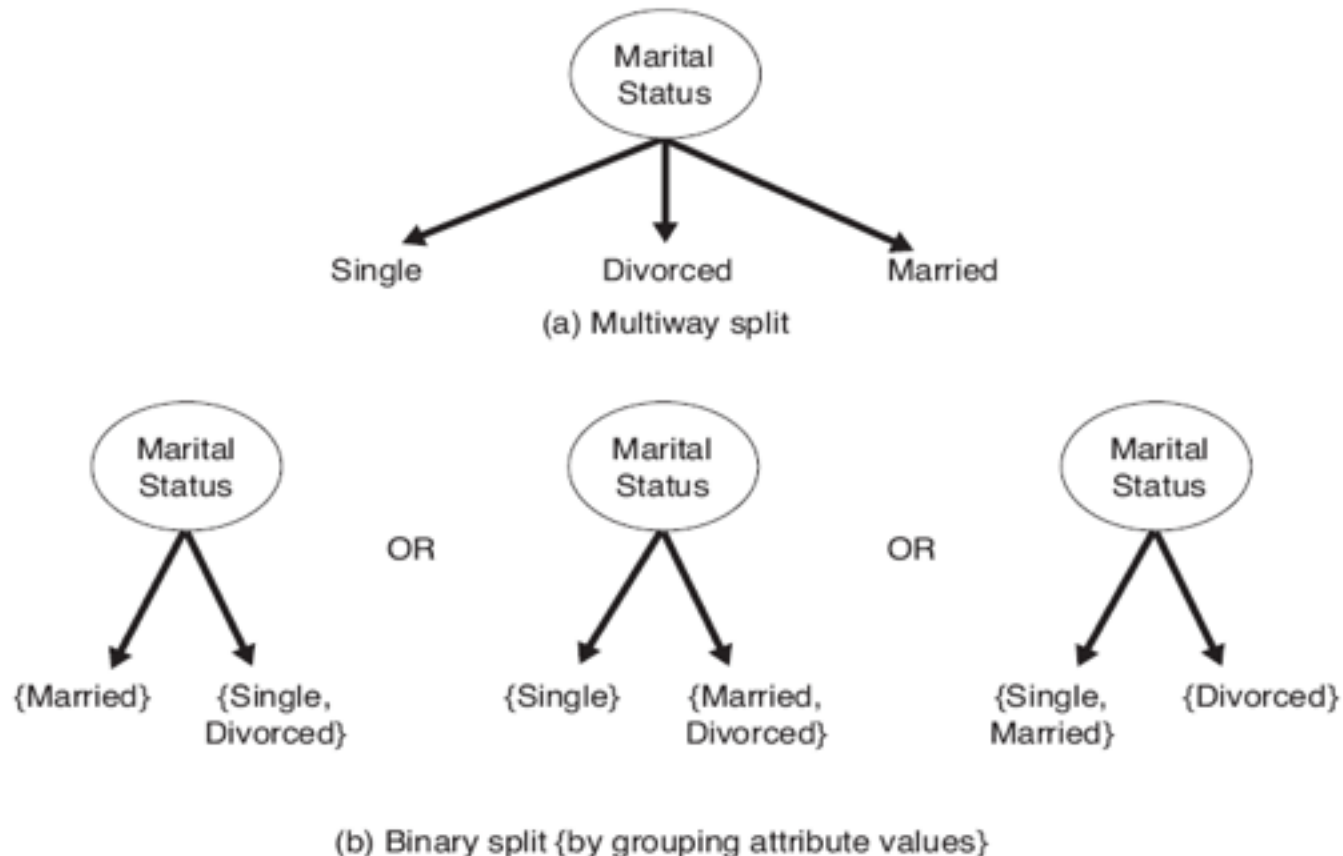 Marital
Status
Single Divorced Married
(a) Multiway split
Marital
Status
OR
Marital
Status
OR
Marital
Status
{Married}
{Single,
Divorced}
{Single}
{Married,
Divorced}
{Single,
Married}
{Divorced}
(b) Binary split {by grouping attribute values}